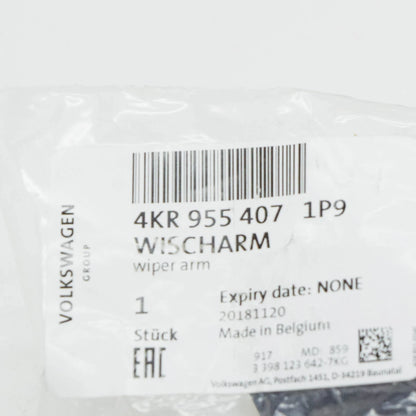 VOLKSWAGEN
GROUP
4KR 955 407 1P9
WISCHARM
wiper arm
1
Stück
EAC
Expiry date: NONE
20181120
Made in Belgium
917 MD: 859
3 398 123 642-7KG
Volkswagen AG, Postfach 1451, D-34219 Baunatal